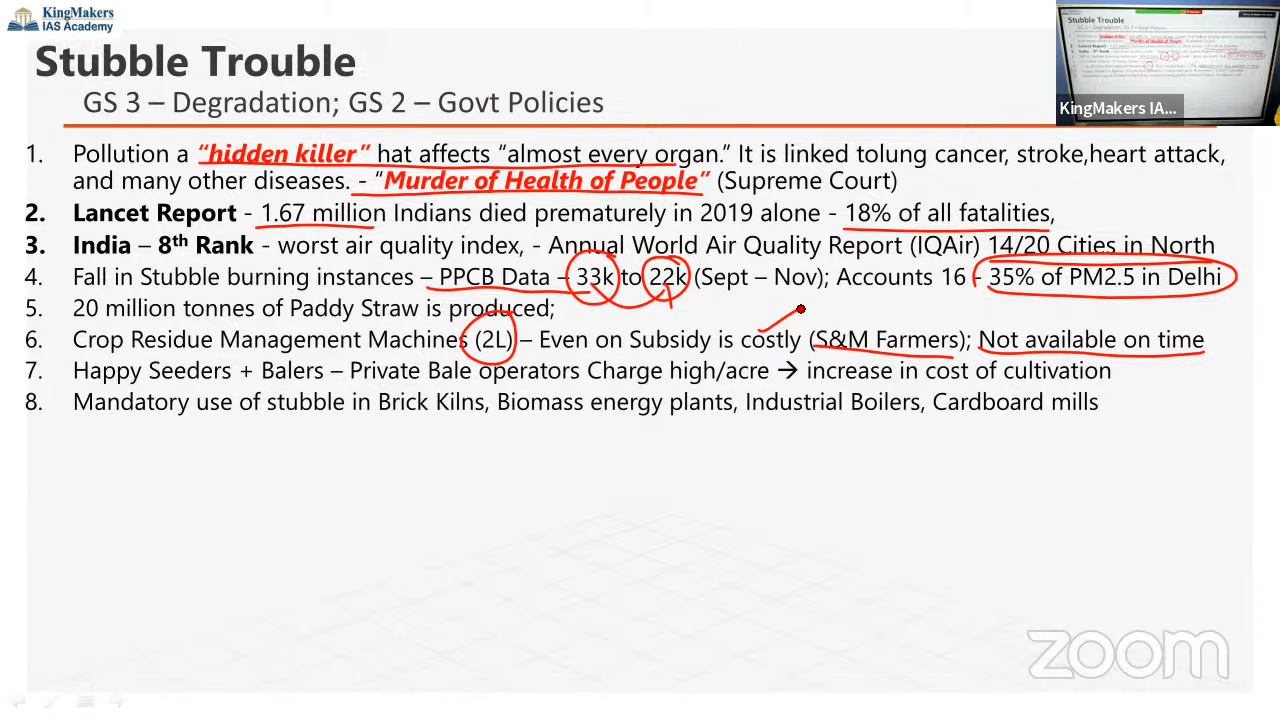 KingMakers
IAS Academy
Stubble Trouble
GS 3 – Degradation; GS 2 – Govt Policies
1. Pollution a “hidden killer” hat affects “almost every organ.” It is linked tolung cancer, stroke,heart attack,
and many other diseases. - “Murder of Health of People” (Supreme Court)
2. Lancet Report - 1.67 million Indians died prematurely in 2019 alone - 18% of all fatalities,
3. India – 8th Rank - worst air quality index, - Annual World Air Quality Report (IQAir) 14/20 Cities in North
4. Fall in Stubble burning instances – PPCB Data – 33k to 22k (Sept – Nov); Accounts 16 - 35% of PM2.5 in Delhi
5. 20 million tonnes of Paddy Straw is produced;
6. Crop Residue Management Machines (2L) – Even on Subsidy is costly (S&M Farmers); Not available on time
7. Happy Seeders + Balers – Private Bale operators Charge high/acre → increase in cost of cultivation
8. Mandatory use of stubble in Brick Kilns, Biomass energy plants, Industrial Boilers, Cardboard mills
Stubble Trouble
KingMakers IA...
zoom